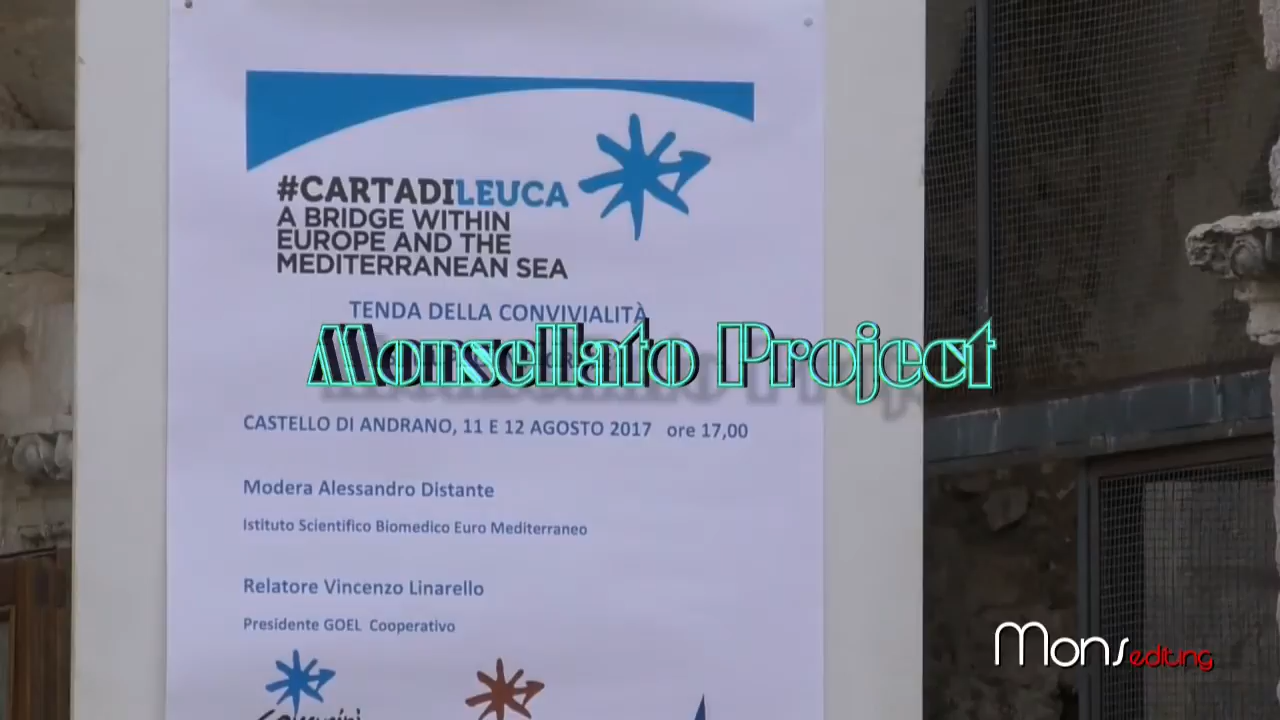 #CARTADILEUCA
A BRIDGE WITHIN
EUROPE AND THE
MEDITERRANEAN SEA
TENDA DELLA CONVIVIALITÀ
Monsellato Project
CASTELLO DI ANDRANO, 11 E 12 AGOSTO 2017 ore 17,00
Modera Alessandro Distante
Istituto Scientifico Biomedico Euro Mediterraneo
Relatore Vincenzo Linarello
Presidente GOEL Cooperativo
Mons editing